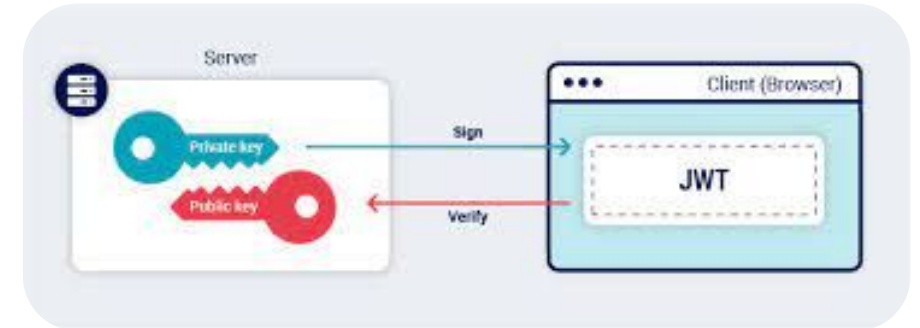 Server
Client (Browser)
Private key
Sign
JWT
Public key
Verify